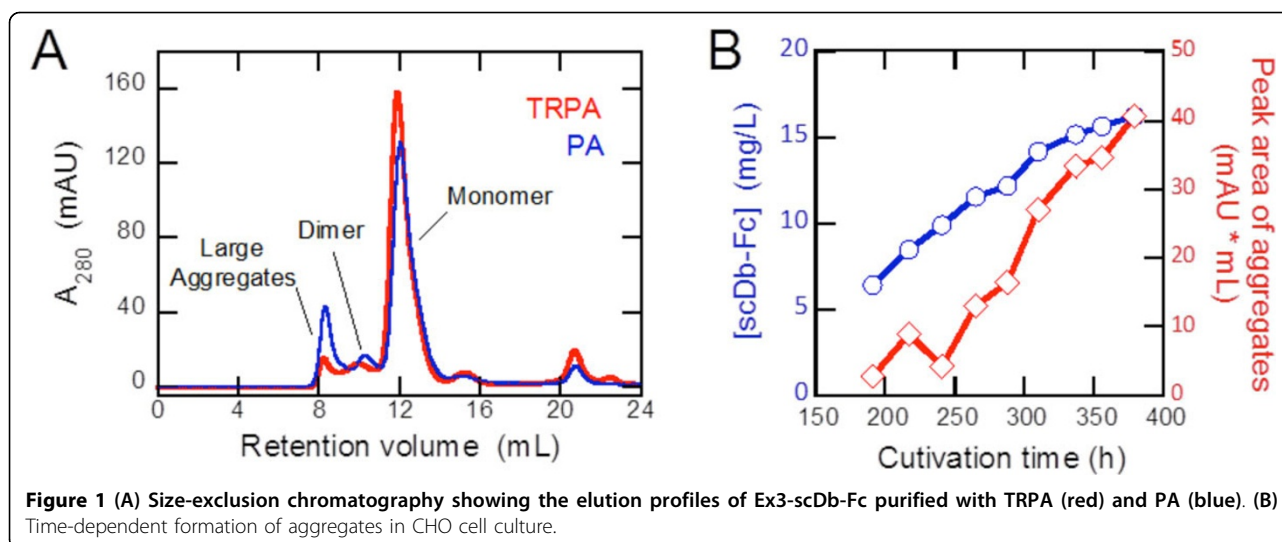 A
160
120
80
40
0
A280 (mAU)
TRPA
PA
Monomer
Dimer
Large
Aggregates
0 4 8 12 16 20 24
Retention volume (mL)
B
20
15
10
5
0
[scDb-Fc] (mg/L)
50
40
30
20
10
0
Peak area of aggregates
(mAU * mL)
150 200 250 300 350 400
Cutivation time (h)
Figure 1 (A) Size-exclusion chromatography showing the elution profiles of Ex3-scDb-Fc purified with TRPA (red) and PA (blue). (B)
Time-dependent formation of aggregates in CHO cell culture.